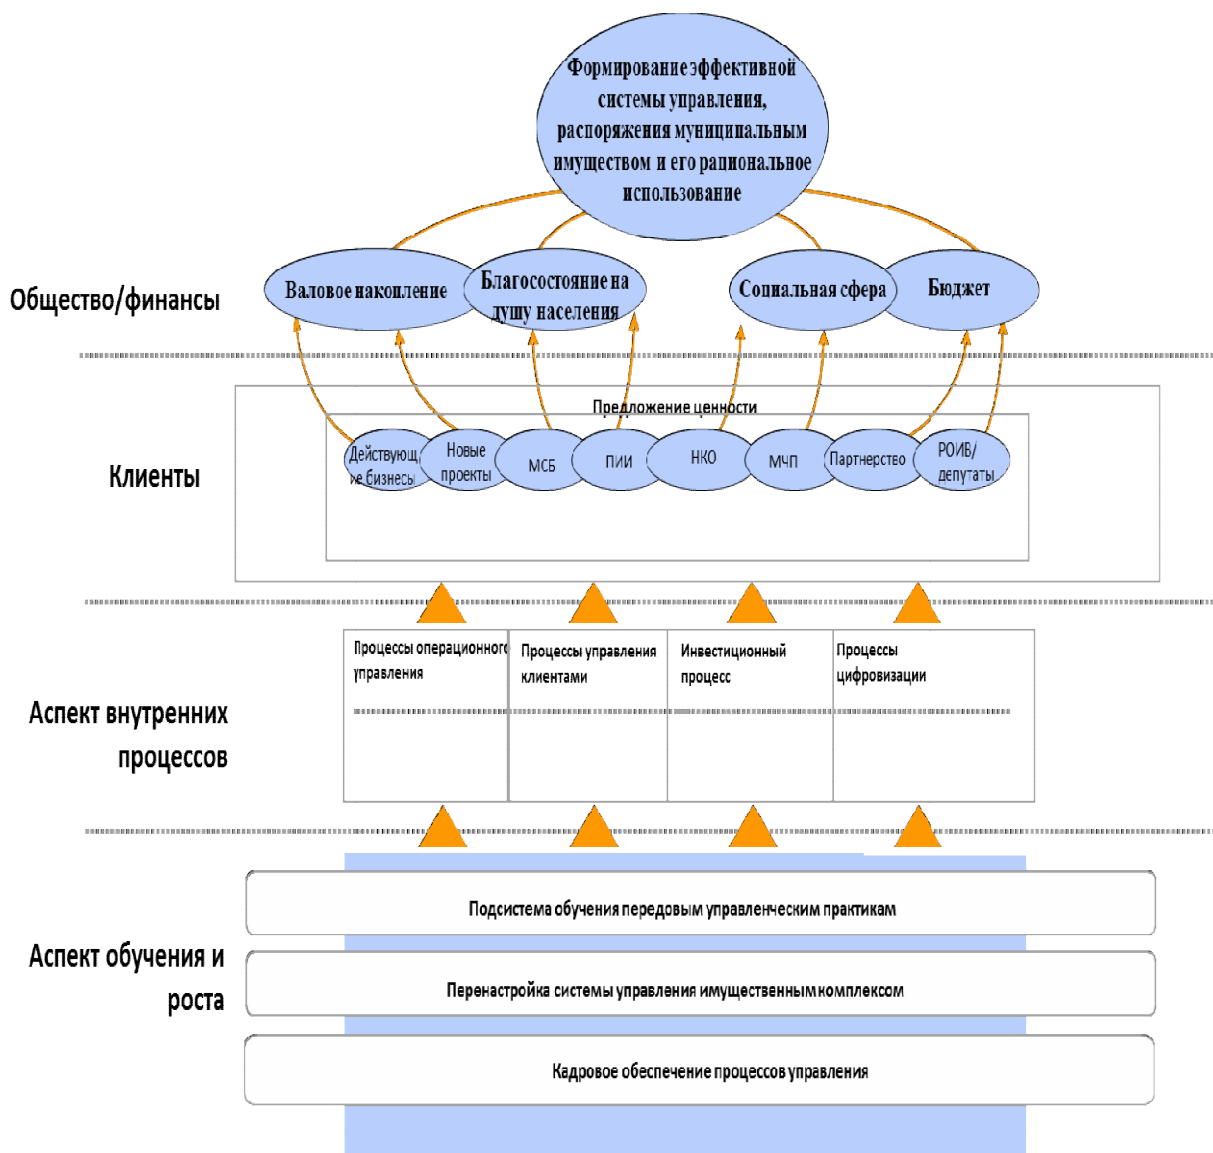 Формирование эффективной
системы управления,
распоряжения муниципальным
имуществом и его рациональное
использование
Общество/финансы
Валовое накопление
Благосостояние на
душу населения
Социальная сфера
Бюджет
Предложение ценности
Клиенты
Действующ
ие бизнесы
Новые
проекты
МСБ
ПИИ
НКО
МЧП
Партнерство
РОИВ/
депутаты
Аспект внутренних
процессов
Процессы операционного
управления
Процессы управления
клиентами
Инвестиционный
процесс
Процессы
цифровизации
Аспект обучения и
роста
Подсистема обучения передовым управленческим практикам
Перенастройка системы управления имущественным комплексом
Кадровое обеспечение процессов управления